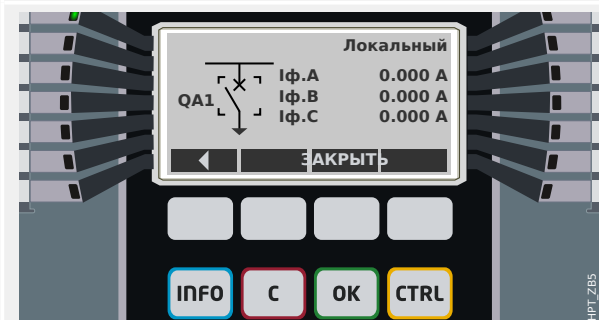 Локальный
QA1
Iф.A 0.000 A
Iф.B 0.000 A
Iф.C 0.000 A
ЗАКРЫТЬ
INFO C OK CTRL
HPT_ZB5